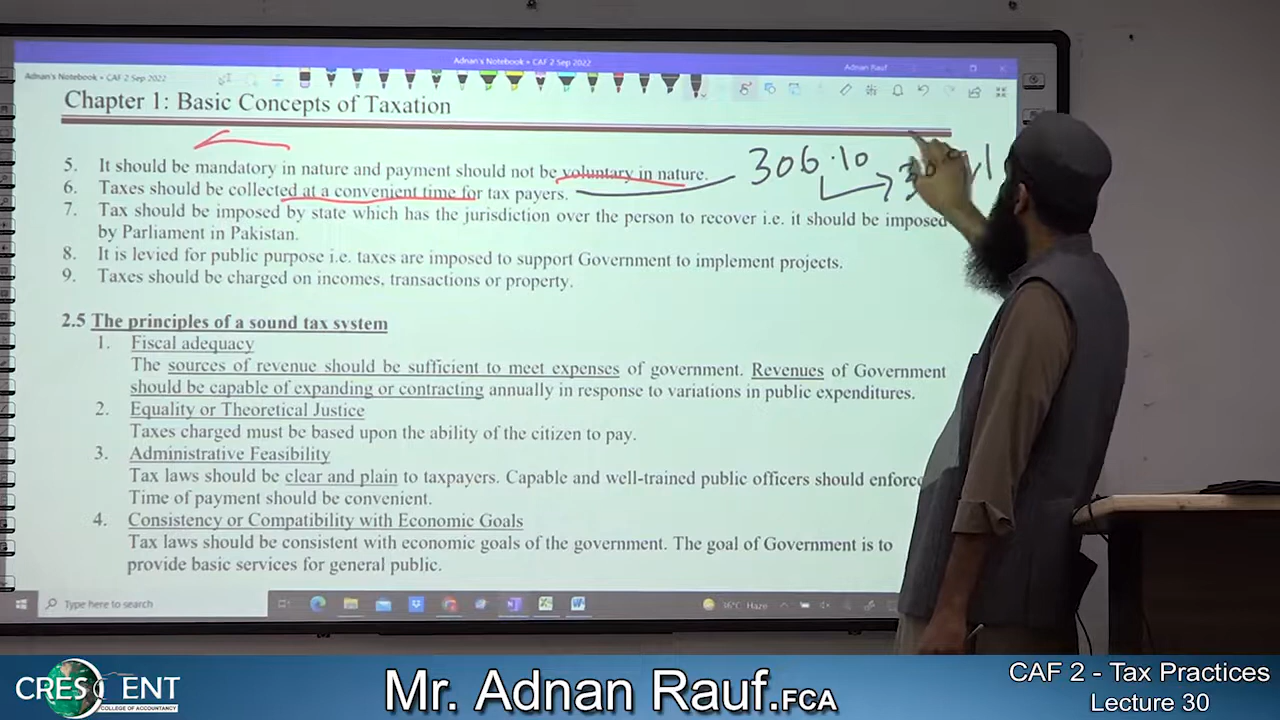 Adnan's Notebook • CAF 2 Sep 2022
Adnan Rauf
Adnan's Notebook • CAF 2 Sep 2022
Chapter 1: Basic Concepts of Taxation
5. It should be mandatory in nature and payment should not be voluntary in nature.
306.10
6. Taxes should be collected at a convenient time for tax payers.
7. Tax should be imposed by state which has the jurisdiction over the person to recover i.e. it should be imposed
by Parliament in Pakistan.
8. It is levied for public purpose i.e. taxes are imposed to support Government to implement projects.
9. Taxes should be charged on incomes, transactions or property.
2.5 The principles of a sound tax system
1. Fiscal adequacy
The sources of revenue should be sufficient to meet expenses of government. Revenues of Government
should be capable of expanding or contracting annually in response to variations in public expenditures.
2. Equality or Theoretical Justice
Taxes charged must be based upon the ability of the citizen to pay.
3. Administrative Feasibility
Tax laws should be clear and plain to taxpayers. Capable and well-trained public officers should enforce
Time of payment should be convenient.
4. Consistency or Compatibility with Economic Goals
Tax laws should be consistent with economic goals of the government. The goal of Government is to
provide basic services for general public.
Type here to search
16°C Haze
CRESCENT
COLLEGE OF ACCOUNTANCY
Mr. Adnan Rauf.FCA
CAF 2 - Tax Practices
Lecture 30